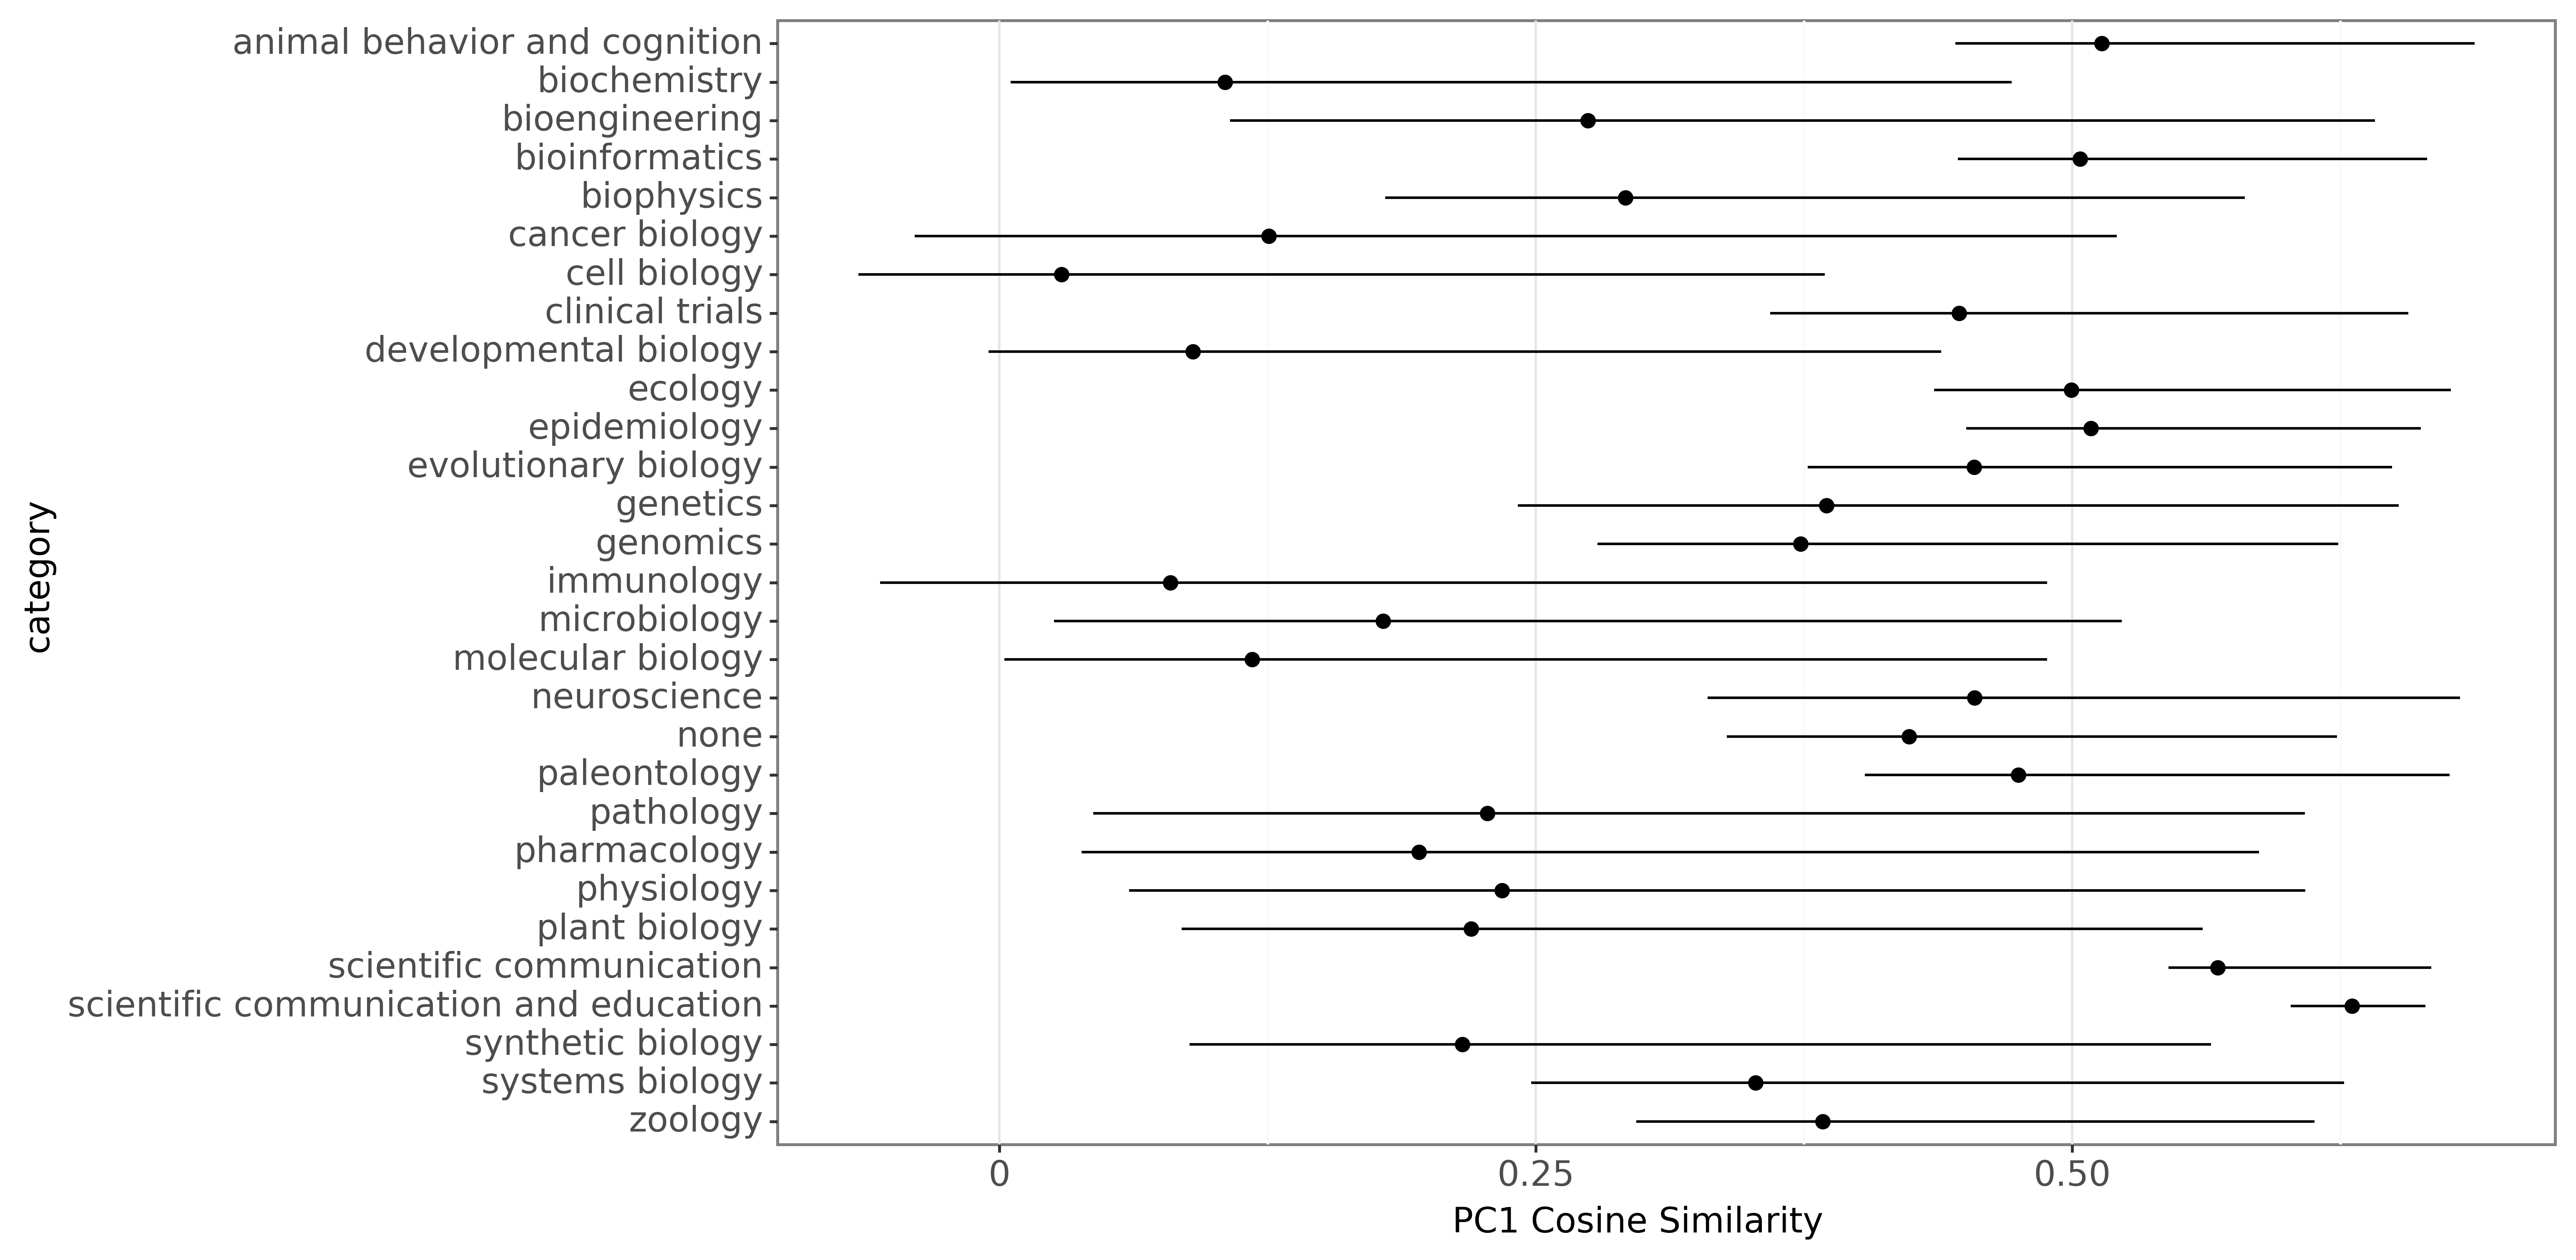 category
animal behavior and cognition
biochemistry
bioengineering
bioinformatics
biophysics
cancer biology
cell biology
clinical trials
developmental biology
ecology
epidemiology
evolutionary biology
genetics
genomics
immunology
microbiology
molecular biology
neuroscience
none
paleontology
pathology
pharmacology
physiology
plant biology
scientific communication
scientific communication and education
synthetic biology
systems biology
zoology
0 0.25 0.50
PC1 Cosine Similarity